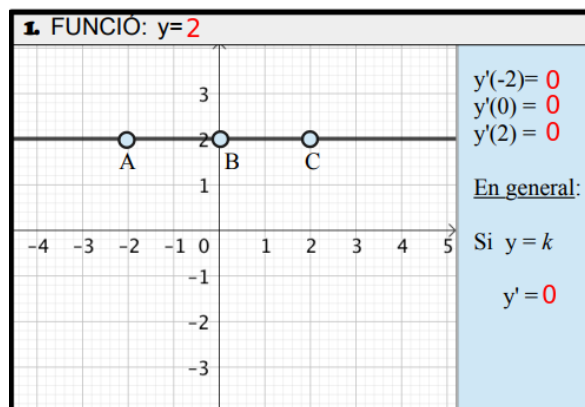 1. FUNCIÓ: y=2
3
2
1
-4 -3 -2 -1 0 1 2 3 4 5
-1
-2
-3
A B C
y'(-2)= 0
y'(0) = 0
y'(2) = 0
En general:
Si y = k
y' = 0